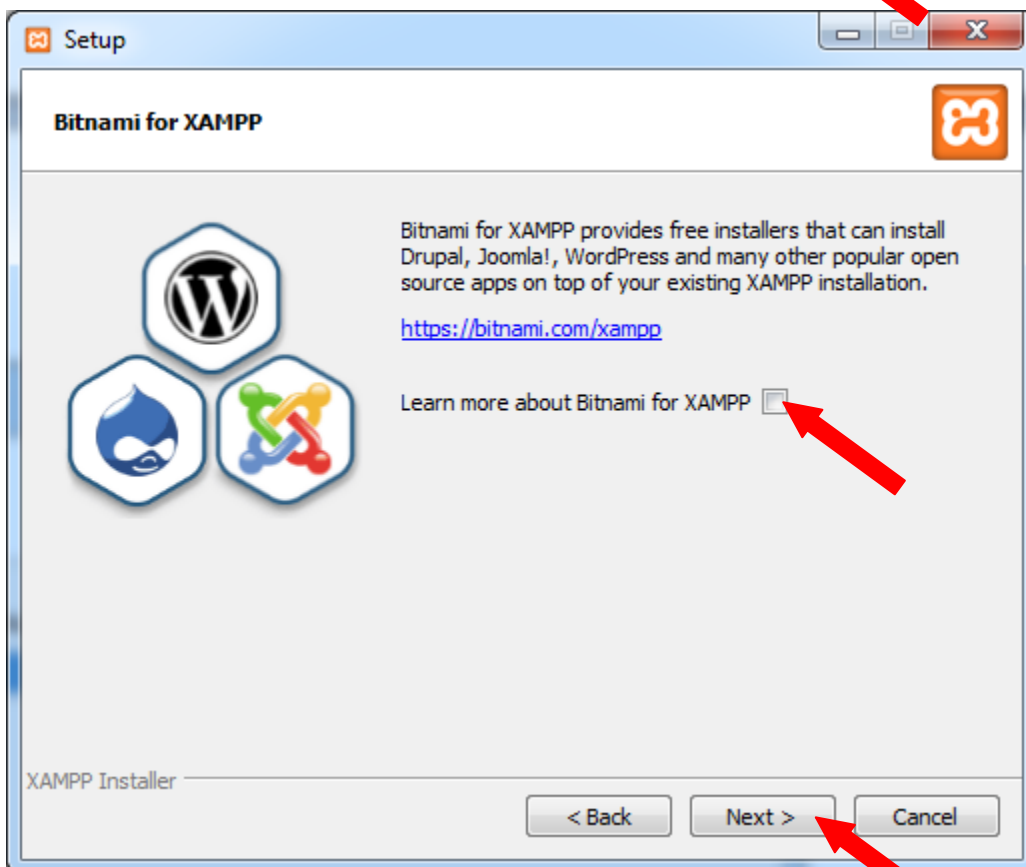 Setup
Bitnami for XAMPP
Bitnami for XAMPP provides free installers that can install
Drupal, Joomla!, WordPress and many other popular open
source apps on top of your existing XAMPP installation.
https://bitnami.com/xampp
Learn more about Bitnami for XAMPP
XAMPP Installer
< Back Next > Cancel